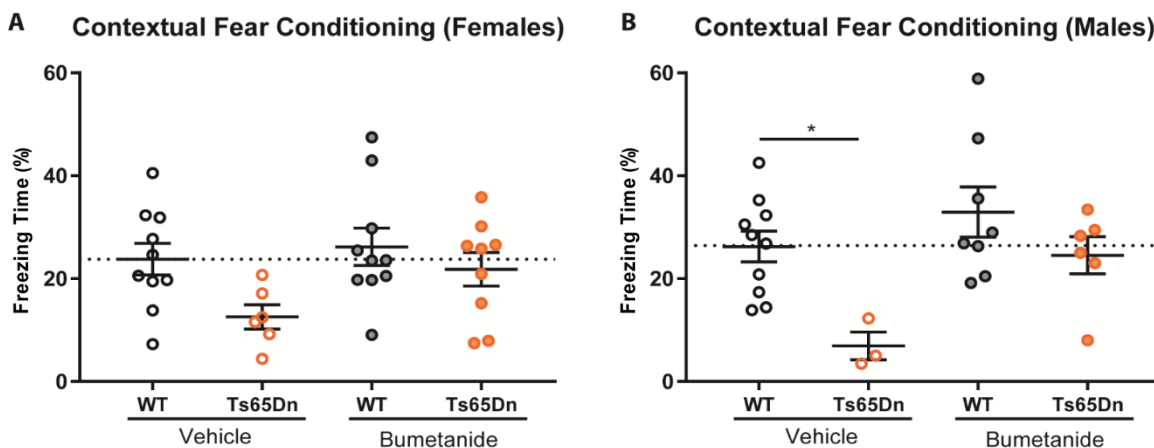 A Contextual Fear Conditioning (Females)
Freezing Time (%)
60
40
20
0
WT Ts65Dn WT Ts65Dn
Vehicle Bumetanide
B Contextual Fear Conditioning (Males)
Freezing Time (%)
60
40
20
0
*
WT Ts65Dn WT Ts65Dn
Vehicle Bumetanide